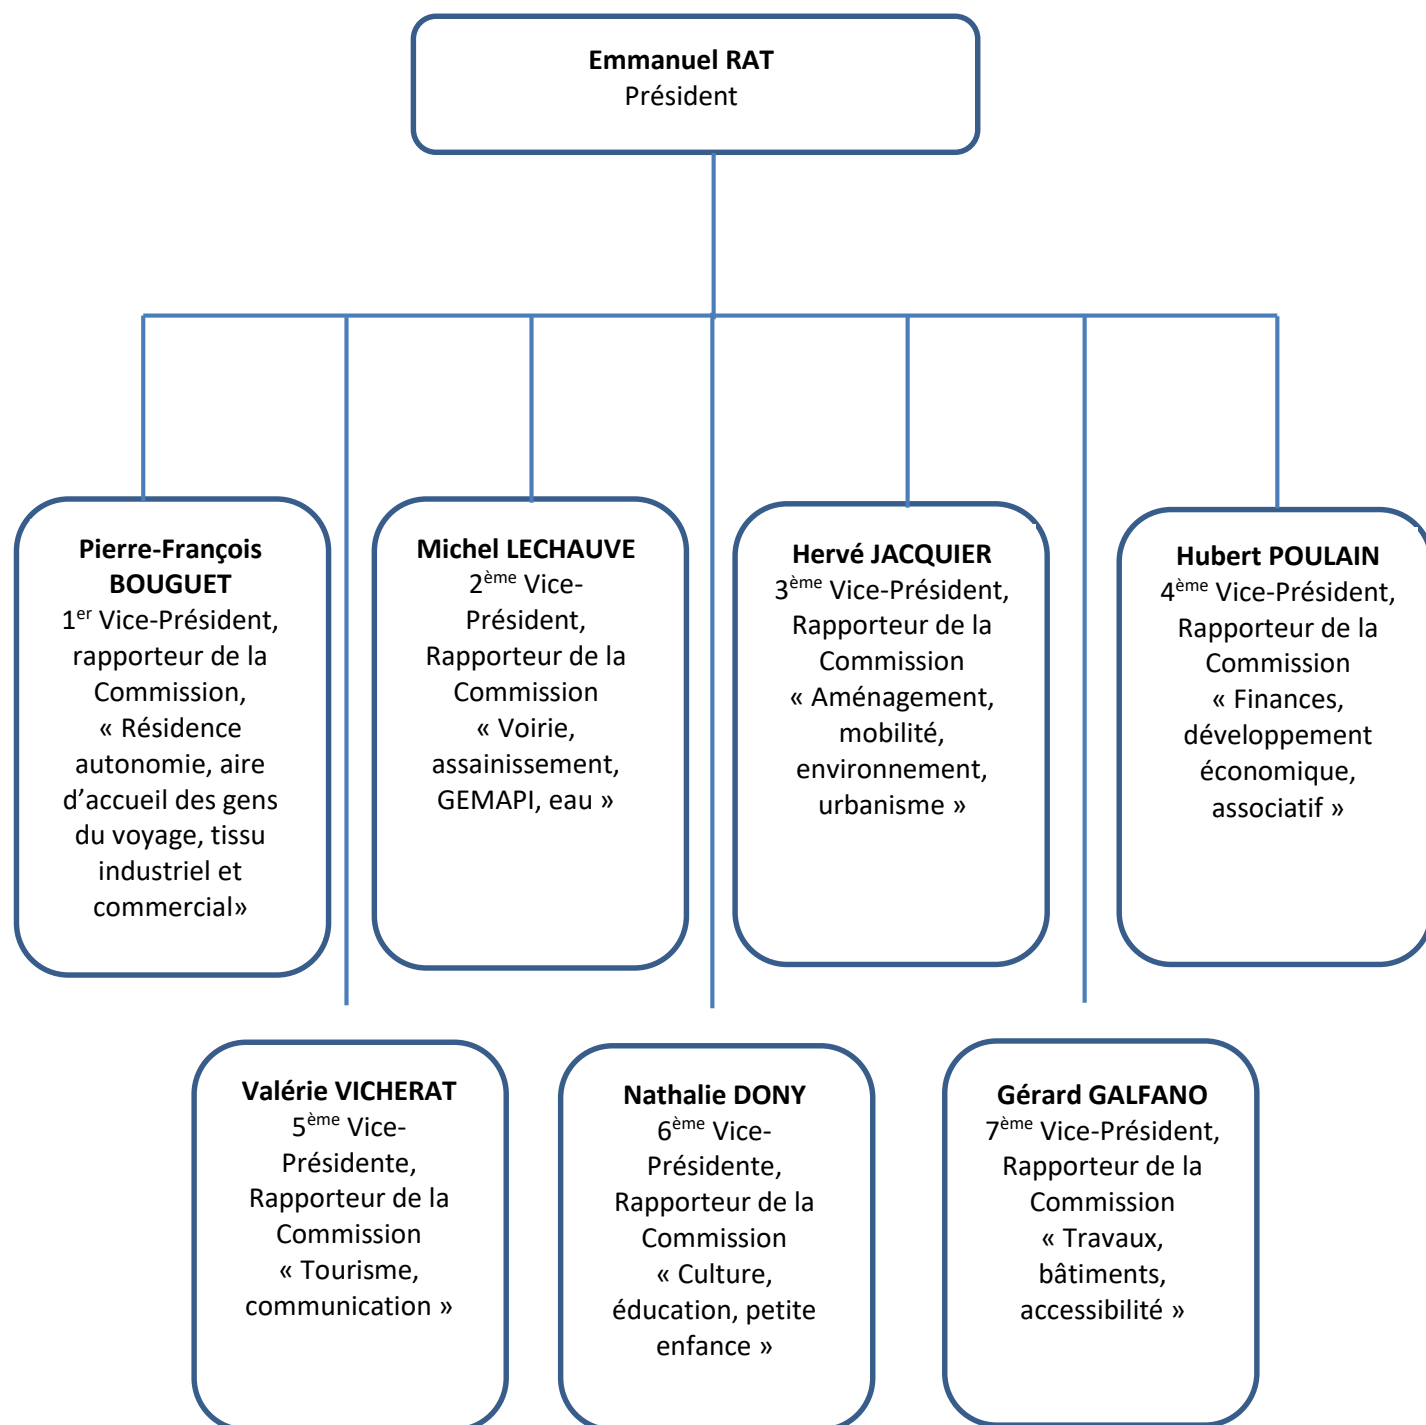 Emmanuel RAT
Président
Pierre-François
BOUGUET
1er Vice-Président,
rapporteur de la
Commission,
« Résidence
autonomie, aire
d’accueil des gens
du voyage, tissu
industriel et
commercial»
Michel LECHAUVE
2ème Vice-
Président,
Rapporteur de la
Commission
« Voirie,
assainissement,
GEMAPI, eau »
Hervé JACQUIER
3ème Vice-Président,
Rapporteur de la
Commission
« Aménagement,
mobilité,
environnement,
urbanisme »
Hubert POULAIN
4ème Vice-Président,
Rapporteur de la
Commission
« Finances,
développement
économique,
associatif »
Valérie VICHERAT
5ème Vice-
Présidente,
Rapporteur de la
Commission
« Tourisme,
communication »
Nathalie DONY
6ème Vice-
Présidente,
Rapporteur de la
Commission
« Culture,
éducation, petite
enfance »
Gérard GALFANO
7ème Vice-Président,
Rapporteur de la
Commission
« Travaux,
bâtiments,
accessibilité »